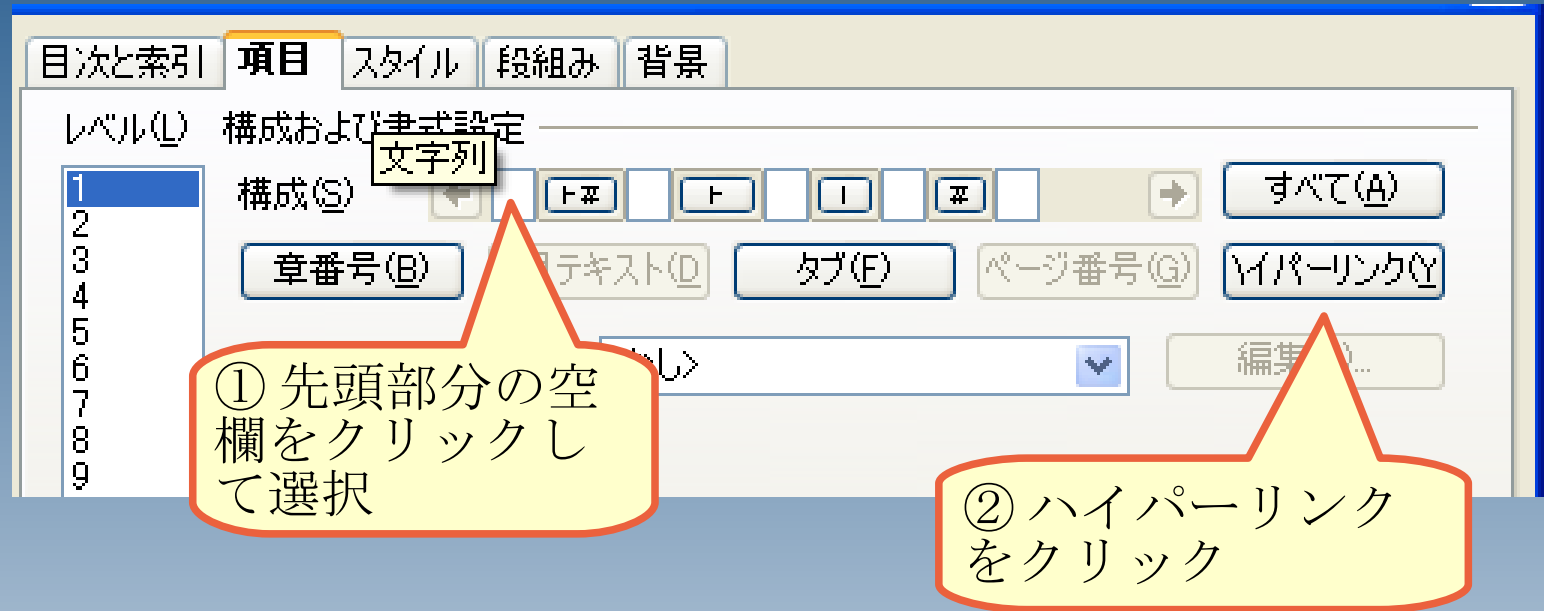 目次と索引 項目 スタイル 段組み 背景
レベル(L) 構成および書式設定
文字列
1 構成(S) ト# ト I # すべて(A)
2
3 章番号(B) テキスト(D タブ(F) ページ番号(G) ハイパーリンク(Y
4
5
6 し> 編集
7
8
9
① 先頭部分の空
欄をクリックし
て選択
② ハイパーリンク
をクリック